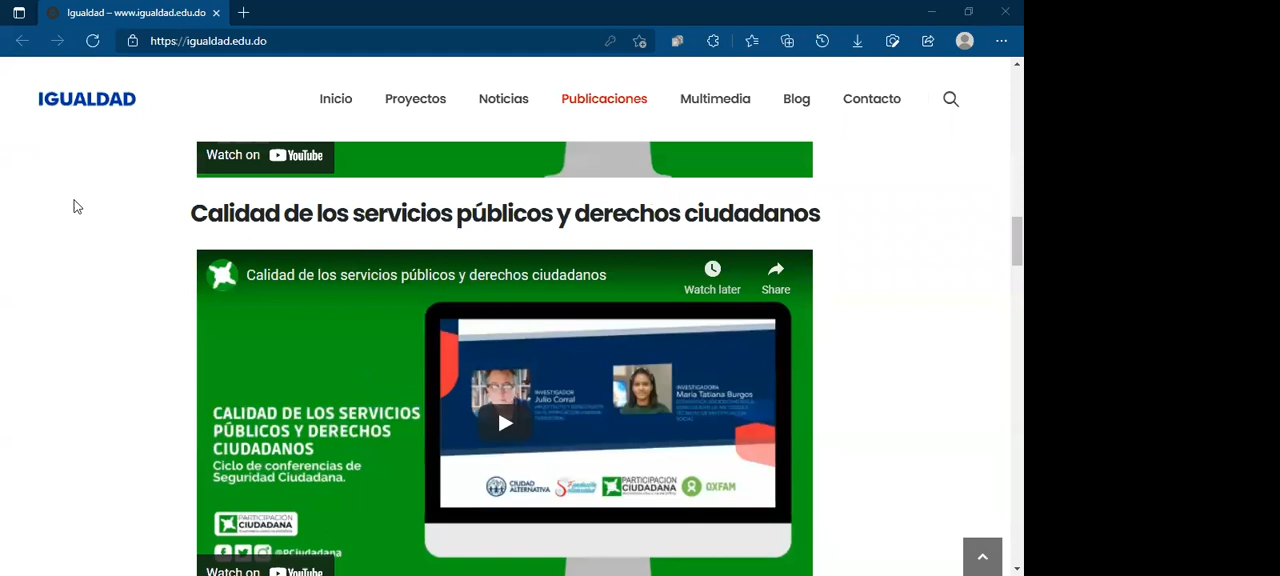 Igualdad – www.igualdad.edu.do
https://igualdad.edu.do
IGUALDAD
Inicio Proyectos Noticias Publicaciones Multimedia Blog Contacto
Watch on YouTube
Calidad de los servicios públicos y derechos ciudadanos
Calidad de los servicios públicos y derechos ciudadanos
Watch later
Share
INVESTIGADOR
Julio Corral
INVESTIGADORA
María Tatiana Burgos
CALIDAD DE LOS SERVICIOS
PÚBLICOS Y DERECHOS
CIUDADANOS
Ciclo de conferencias de
Seguridad Ciudadana.
CIUDAD
ALTERNATIVA
PARTICIPACIÓN
CIUDADANA
OXFAM
PARTICIPACIÓN
CIUDADANA
@PCiudadana
Watch on YouTube